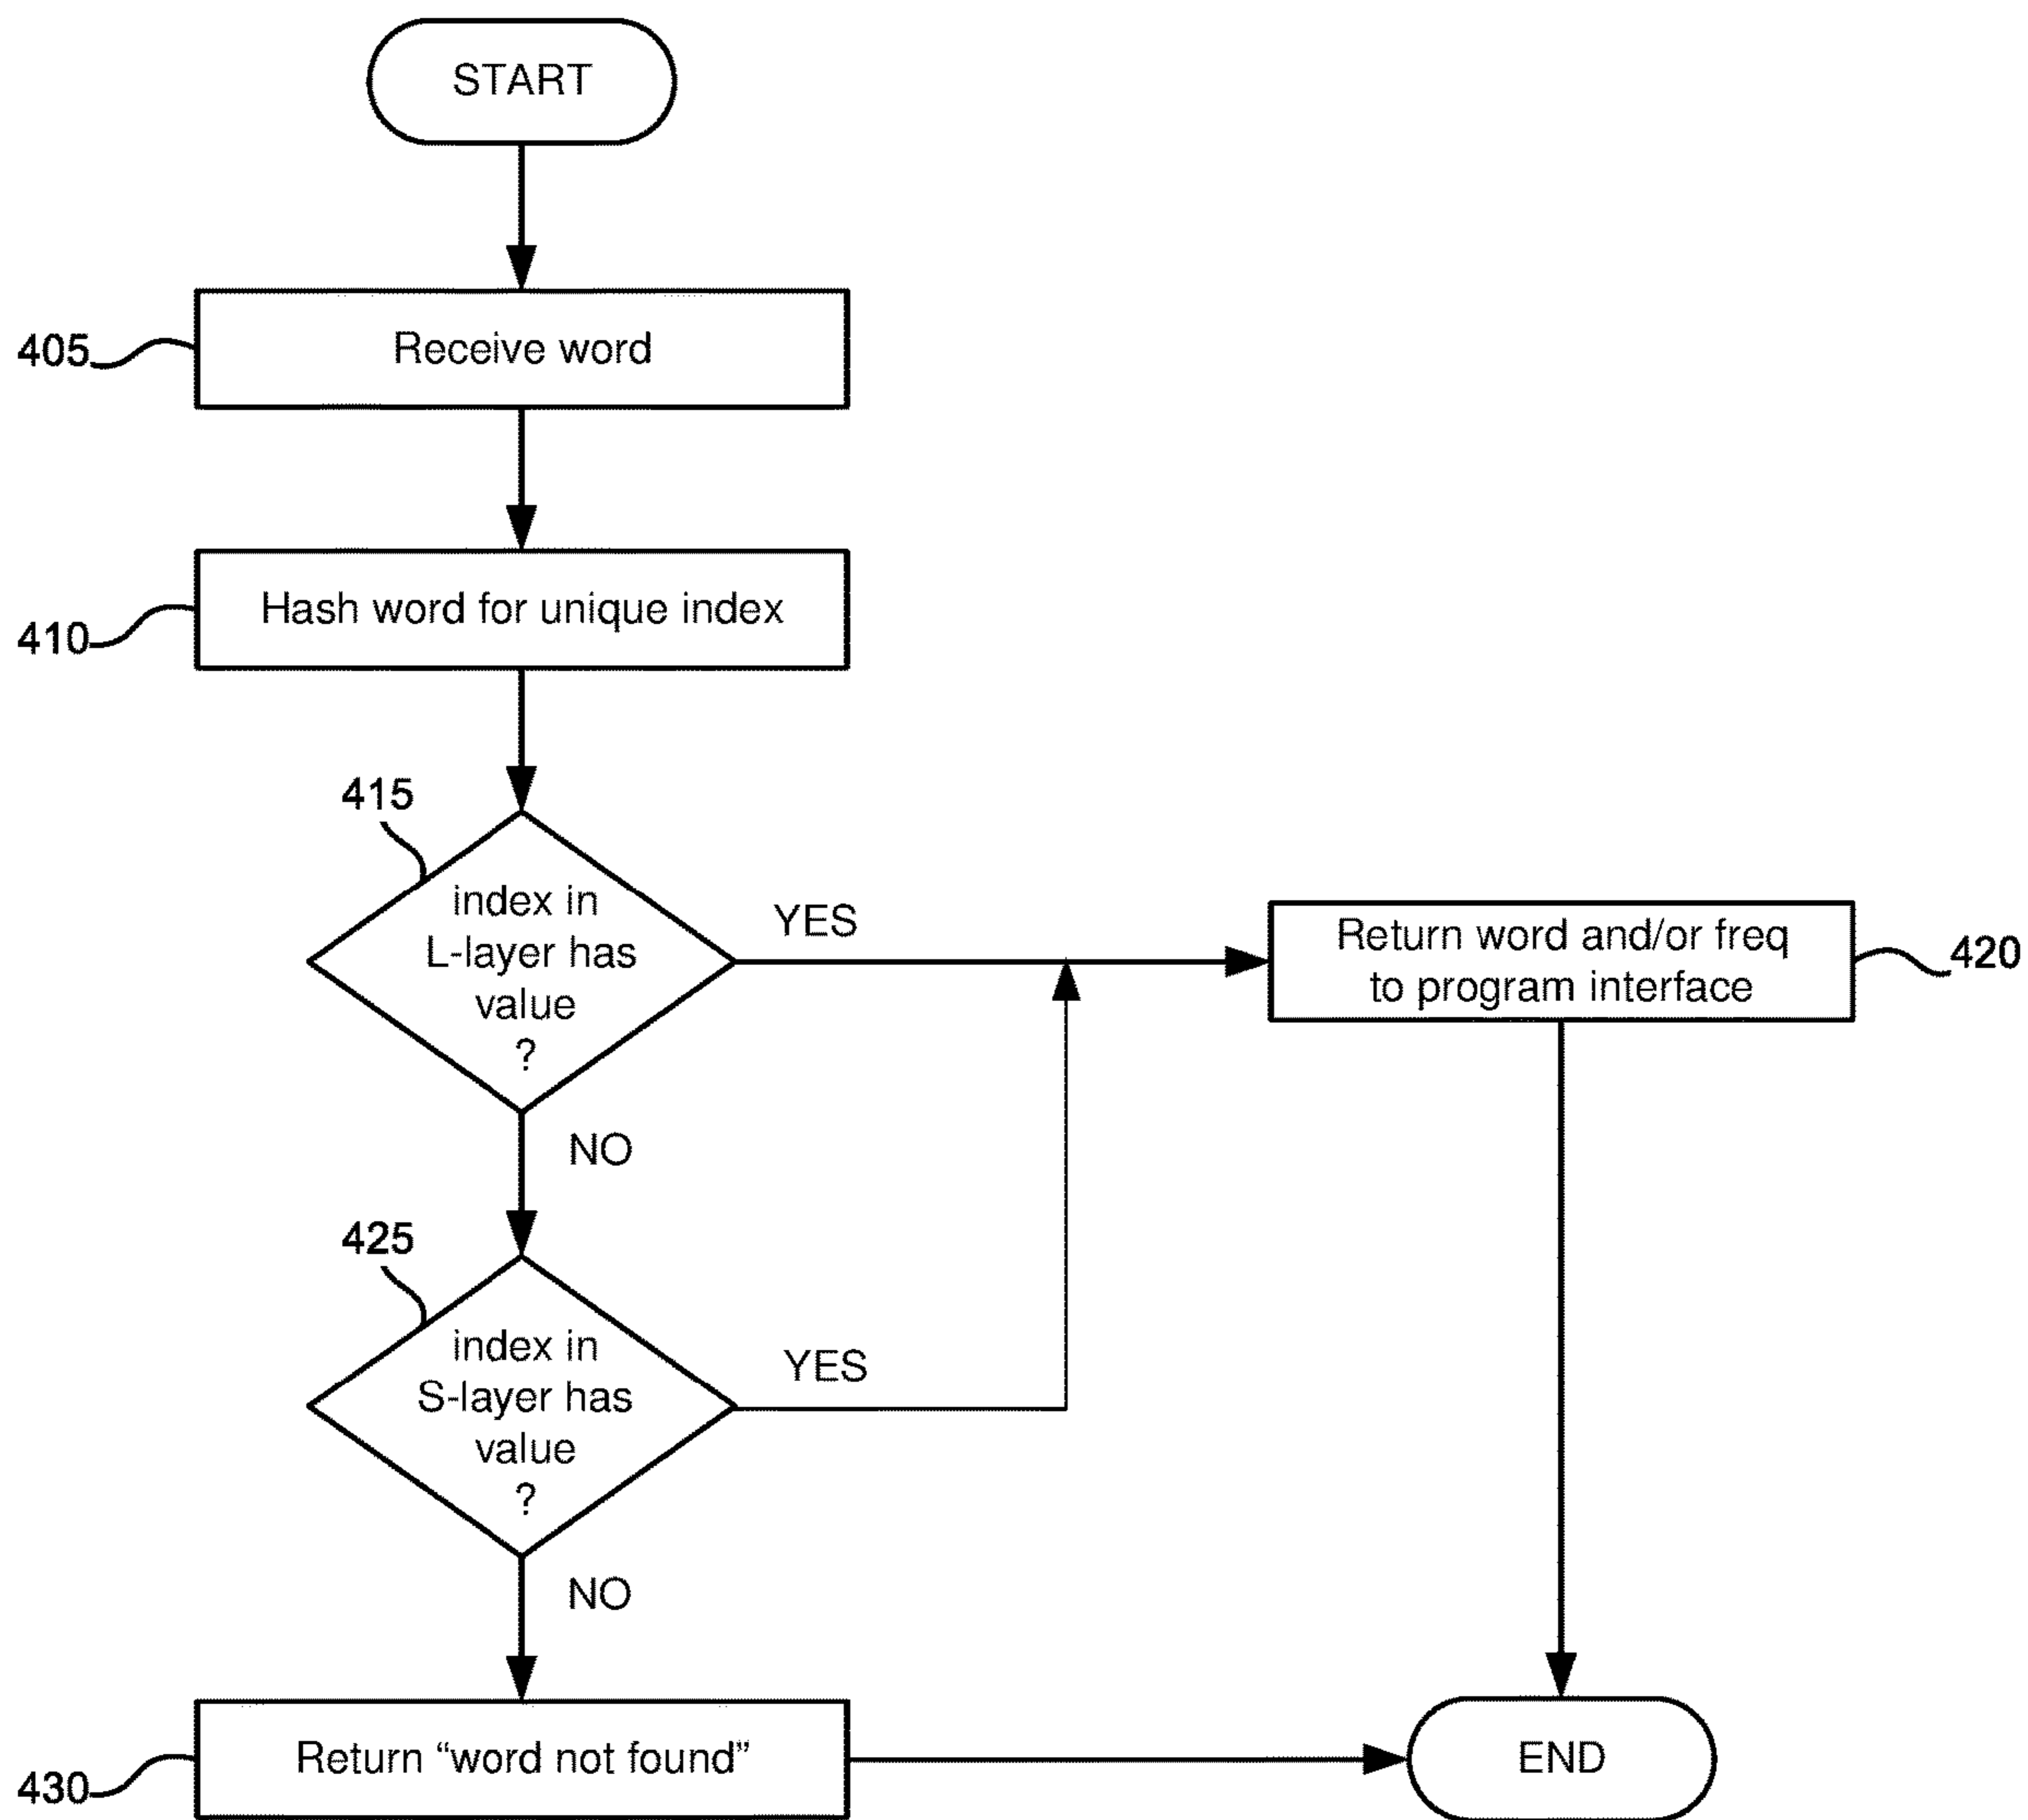 START
405
Receive word
410
Hash word for unique index
415
index in
L-layer has
value
?
YES
Return word and/or freq
to program interface
420
NO
425
index in
S-layer has
value
?
YES
NO
430
Return “word not found”
END